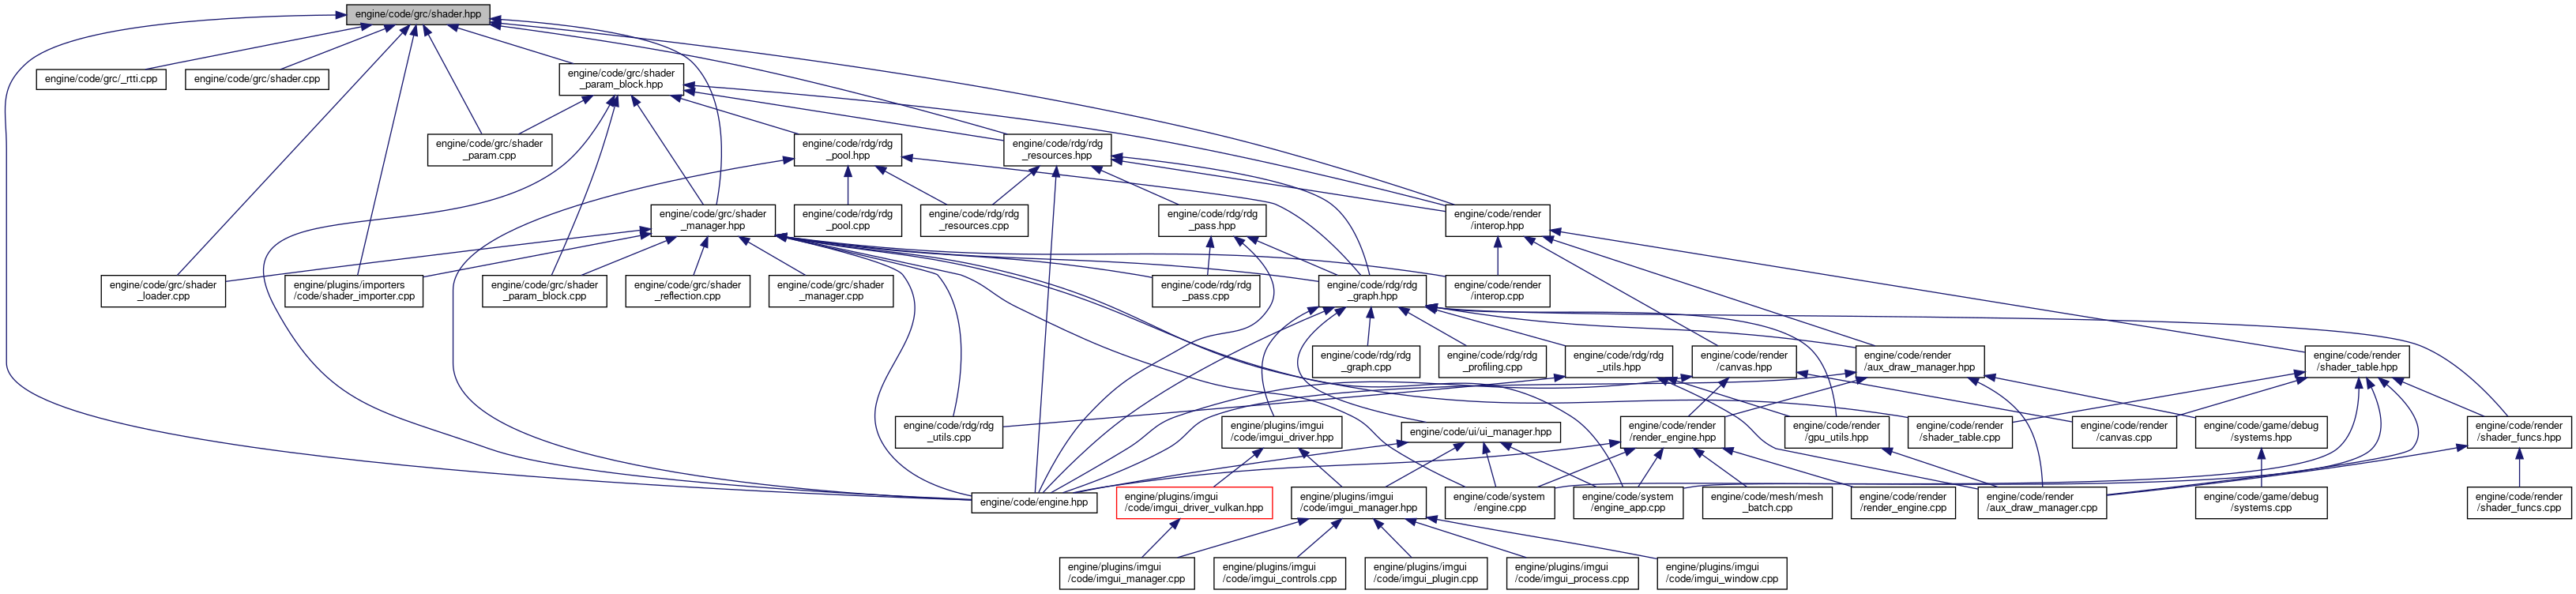 engine/code/grc/shader.hpp
engine/code/grc/_rtti.cpp
engine/code/grc/shader.cpp
engine/code/grc/shader
_param_block.hpp
engine/code/grc/shader
_param.cpp
engine/code/rdg/rdg
_pool.hpp
engine/code/rdg/rdg
_resources.hpp
engine/code/grc/shader
_manager.hpp
engine/code/rdg/rdg
_pool.cpp
engine/code/rdg/rdg
_resources.cpp
engine/code/rdg/rdg
_pass.hpp
engine/code/render
/interop.hpp
engine/code/grc/shader
_loader.cpp
engine/plugins/importers
/code/shader_importer.cpp
engine/code/grc/shader
_param_block.cpp
engine/code/grc/shader
_reflection.cpp
engine/code/grc/shader
_manager.cpp
engine/code/rdg/rdg
_pass.cpp
engine/code/rdg/rdg
_graph.hpp
engine/code/render
/interop.cpp
engine/code/rdg/rdg
_graph.cpp
engine/code/rdg/rdg
_profiling.cpp
engine/code/rdg/rdg
_utils.hpp
engine/code/render
/canvas.hpp
engine/code/render
/aux_draw_manager.hpp
engine/code/render
/shader_table.hpp
engine/code/rdg/rdg
_utils.cpp
engine/plugins/imgui
/code/imgui_driver.hpp
engine/code/ui/ui_manager.hpp
engine/code/render
/render_engine.hpp
engine/code/render
/gpu_utils.hpp
engine/code/render
/shader_table.cpp
engine/code/render
/canvas.cpp
engine/code/game/debug
/systems.hpp
engine/code/render
/shader_funcs.hpp
engine/code/engine.hpp
engine/plugins/imgui
/code/imgui_driver_vulkan.hpp
engine/plugins/imgui
/code/imgui_manager.hpp
engine/code/system
/engine.cpp
engine/code/system
/engine_app.cpp
engine/code/mesh/mesh
_batch.cpp
engine/code/render
/render_engine.cpp
engine/code/render
/aux_draw_manager.cpp
engine/code/game/debug
/systems.cpp
engine/code/render
/shader_funcs.cpp
engine/plugins/imgui
/code/imgui_manager.cpp
engine/plugins/imgui
/code/imgui_controls.cpp
engine/plugins/imgui
/code/imgui_plugin.cpp
engine/plugins/imgui
/code/imgui_process.cpp
engine/plugins/imgui
/code/imgui_window.cpp